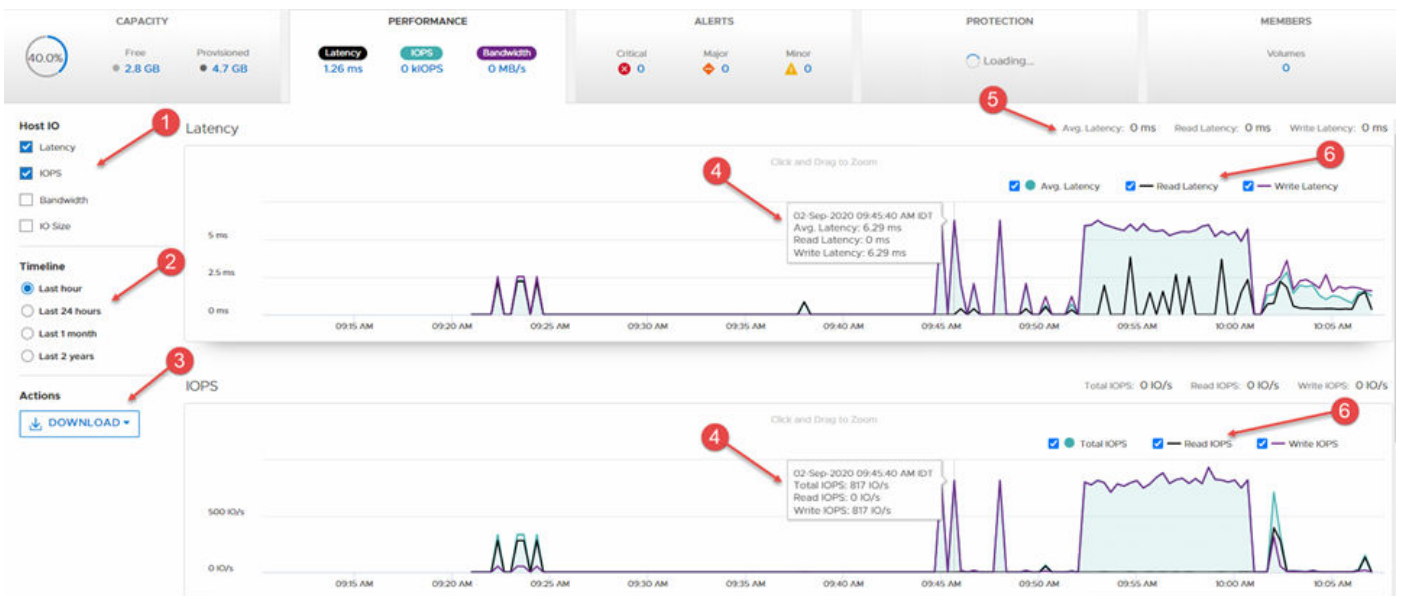 CAPACITY
PERFORMANCE
ALERTS
PROTECTION
MEMBERS
40.0%
Free
Provisioned
2.8 GB
4.7 GB
Latency
IOPS
Bandwidth
1.26 ms
0 kIOPS
0 MB/s
Critical
Major
Minor
0
0
0
Loading...
Volumes
0
Host IO
Latency
IOPS
Bandwidth
IO Size
1
Timeline
Last hour
Last 24 hours
Last 1 month
Last 2 years
2
Actions
DOWNLOAD
3
Latency
5
Avg. Latency: 0 ms Read Latency: 0 ms Write Latency: 0 ms
Click and Drag to Zoom
4
6
Avg. Latency Read Latency Write Latency
02-Sep-2020 09:45:40 AM IDT
Avg. Latency: 6.29 ms
Read Latency: 0 ms
Write Latency: 6.29 ms
5 ms
2.5 ms
0 ms
09:15 AM 09:20 AM 09:25 AM 09:30 AM 09:35 AM 09:40 AM 09:45 AM 09:50 AM 09:55 AM 10:00 AM 10:05 AM
IOPS
Total IOPS: 0 IO/s Read IOPS: 0 IO/s Write IOPS: 0 IO/s
Click and Drag to Zoom
4
6
Total IOPS Read IOPS Write IOPS
02-Sep-2020 09:45:40 AM IDT
Total IOPS: 817 IO/s
Read IOPS: 0 IO/s
Write IOPS: 817 IO/s
500 IO/s
0 IO/s
09:15 AM 09:20 AM 09:25 AM 09:30 AM 09:35 AM 09:40 AM 09:45 AM 09:50 AM 09:55 AM 10:00 AM 10:05 AM